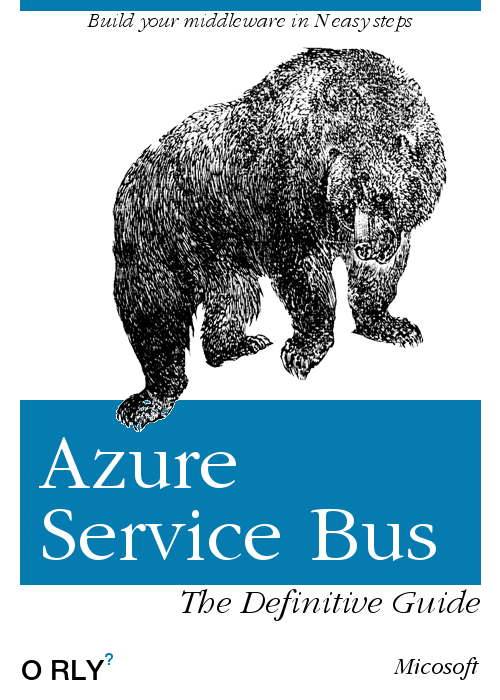 Build your middleware in N easy steps
Azure
Service Bus
The Definitive Guide
O RLY?
Micosoft